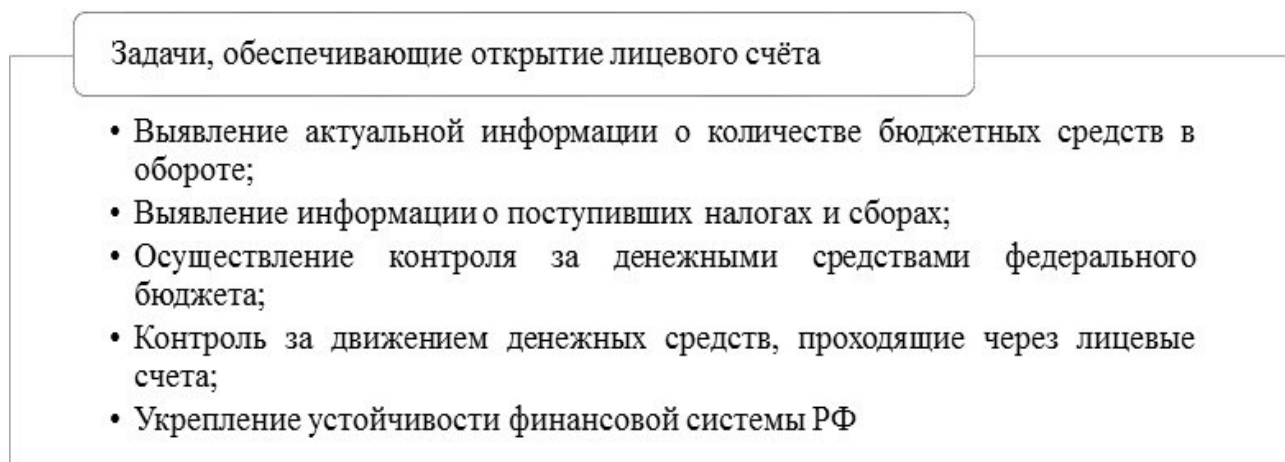 Задачи, обеспечивающие открытие лицевого счёта
• Выявление актуальной информации о количестве бюджетных средств в
обороте;
• Выявление информации о поступивших налогах и сборах;
• Осуществление контроля за денежными средствами федерального
бюджета;
• Контроль за движением денежных средств, проходящие через лицевые
счета;
• Укрепление устойчивости финансовой системы РФ